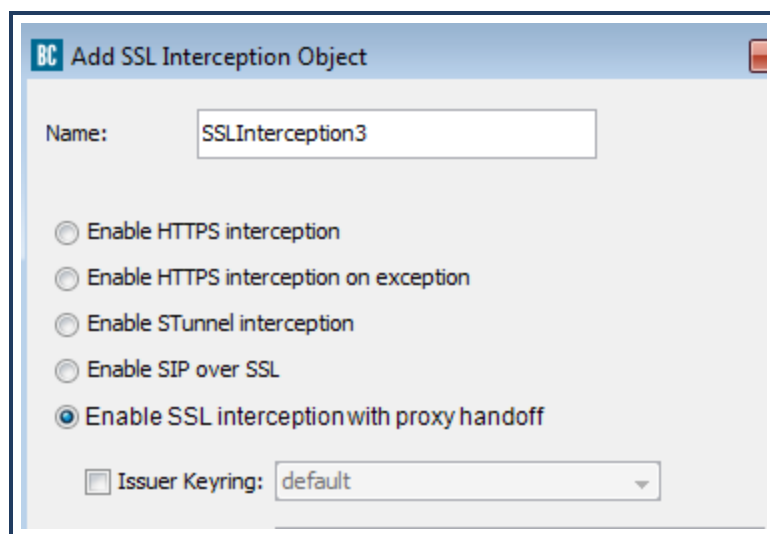 BC Add SSL Interception Object
Name: SSLInterception3
Enable HTTPS interception
Enable HTTPS interception on exception
Enable STunnel interception
Enable SIP over SSL
Enable SSL interception with proxy handoff
Issuer Keyring: default